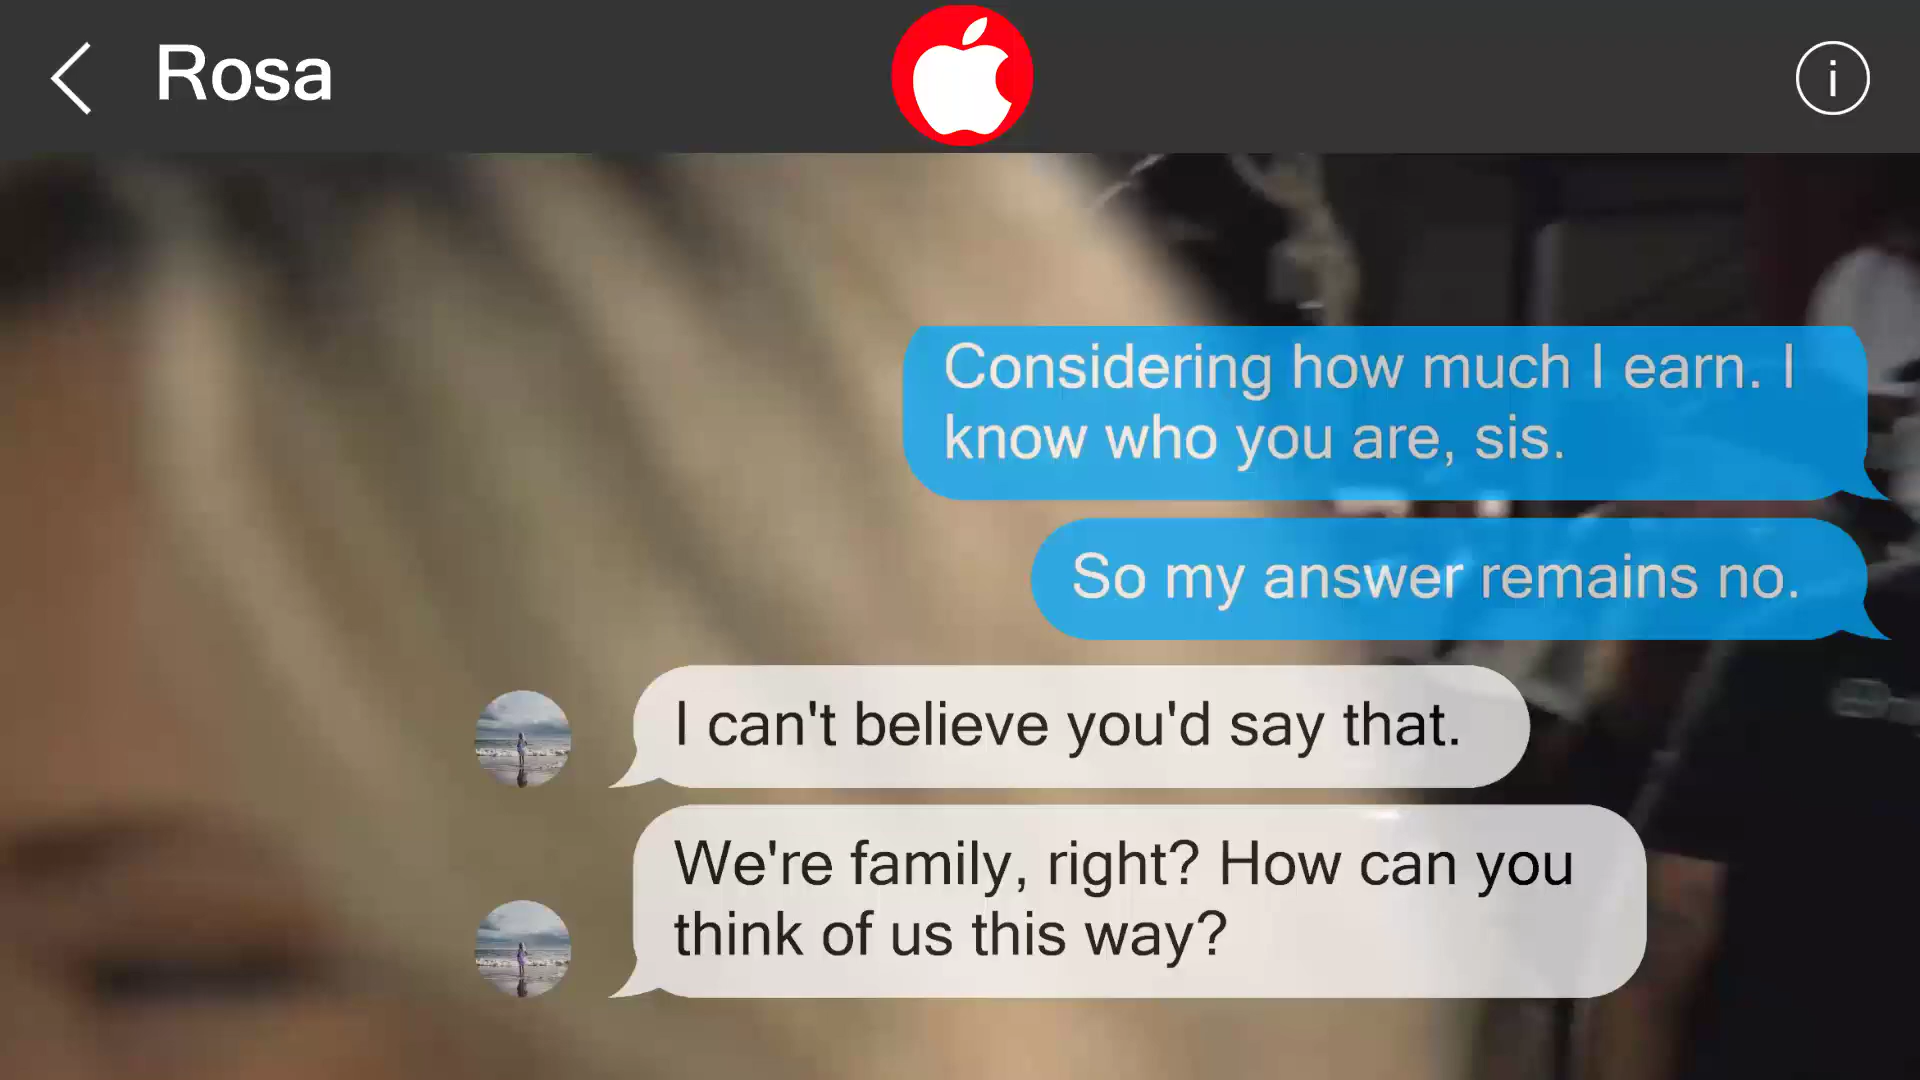 Rosa
i
Considering how much I earn. I
know who you are, sis.
So my answer remains no.
I can't believe you'd say that.
We're family, right? How can you
think of us this way?